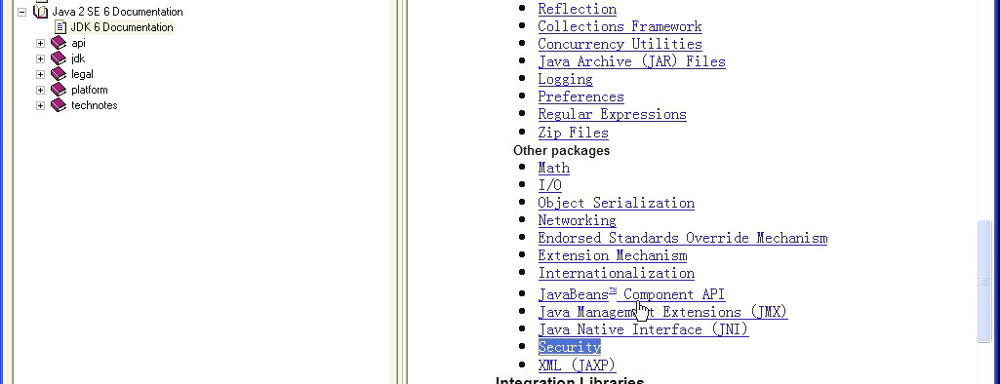 Java 2 SE 6 Documentation
JDK 6 Documentation
api
jdk
legal
platform
technotes
Reflection
Collections Framework
Concurrency Utilities
Java Archive (JAR) Files
Logging
Preferences
Regular Expressions
Zip Files
Other packages
Math
I/O
Object Serialization
Networking
Endorsed Standards Override Mechanism
Extension Mechanism
Internationalization
JavaBeans™ Component API
Java Management Extensions (JMX)
Java Native Interface (JNI)
Security
XML (JAXP)
Integration Libraries